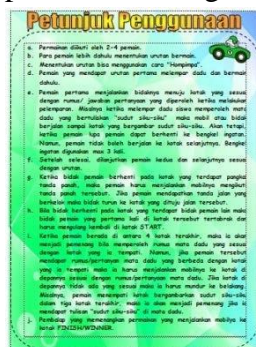 Petunjuk Penggunaan
a. Permainan diikuti oleh 2-4 pemain.
b. Para pemain lebih dahulu menentukan urutan bermain.
c. Menentukan urutan bisa menggunakan cara "Hompimpa".
d. Pemain yang mendapat urutan pertama melempar dadu dan bermain
dahulu.
e. Pemain pertama menjalankan bidaknya menuju kotak yang sesuai
dengan rumus/ jawaban pertanyaan yang diperoleh ketika melakukan
pelemparan. Misalnya ketika melempar dadu siswa memperoleh mata
dadu yang bertuliskan "sudut siku-siku" maka mobil atau bidak
berjalan sampai kotak yang bergambar sudut siku-siku. Akan tetapi,
ketika pemain lupa pemain dapat berhenti ke bengkel ingatan.
Namun, pemain tidak boleh berjalan ke kotak selanjutnya. Bengkel
ingatan digunakan max 3 kali.
f. Setelah selesai, dilanjutkan pemain kedua dan selanjutnya sesuai
dengan urutan.
g. Ketika bidak pemain berhenti pada kotak yang terdapat pangkal
tanda panah, maka pemain harus menjalankan mobilnya mengikuti
tanda panah tersebut. Jika pemain mendapatkan tanda jalan yang
berkelok maka bidak turun ke kotak yang dituju jalan tersebut.
h. Bila bidak berhenti pada kotak yang terdapat bidak pemain lain maka
bidak pemain yang pertama kali di kotak tersebut tertabrak dan
harus mengulang kembali di kotak START.
i. Ketika pemain berada di antara 4 kotak terakhir, maka ia akan
menjadi pemenang bila memperoleh rumus mata dadu yang sesuai
dengan kotak yang ia tempati. Namun, jika pemain tersebut
mendapat rumus/pertanyaan mata dadu yang berbeda dengan kotak
yang ia tempati maka ia harus menjalankan mobilnya ke kotak di
depannya sesuai dengan rumus/pertanyaan mata dadu. Jika kotak di
depannya tidak ada yang sesuai maka ia harus mundur ke belakang.
Misalnya, pemain menempati kotak bergambarkan sudut siku-siku
dalam tiga kotak terakhir, maka ia akan menjadi pemenang jika ia
mendapat tulisan "sudut siku-siku" di mata dadu.
j. Pembalap yang memenangkan permainan yang menjalankan mobilnya ke
kotak FINISH/WINNER.